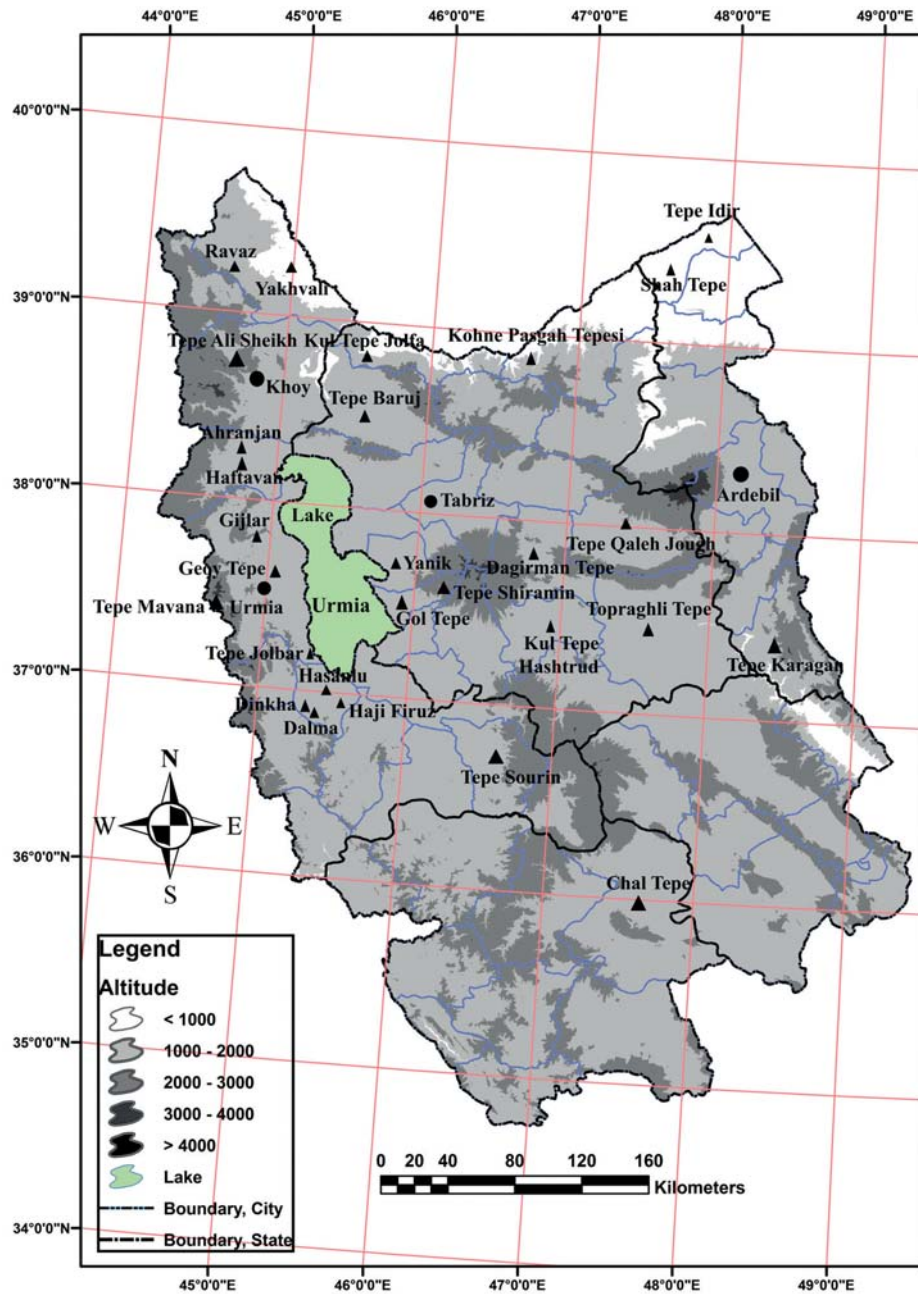 44°0'0"E
45°0'0"E
46°0'0"E
47°0'0"E
48°0'0"E
49°0'0"E
40°0'0"N
39°0'0"N
38°0'0"N
37°0'0"N
36°0'0"N
35°0'0"N
34°0'0"N
Tepe Idir
Ravaz
Yakhvali
Shah Tepe
Tepe Ali Sheikh
Kul Tepe Jolfa
Kohne Pasgah Tepesi
Khoy
Tepe Baruj
Ahranjan
Haftavan
Lake
Tabriz
Ardebil
Gijlar
Tepe Qaleh Jough
Geoy Tepe
Yanik
Dagirman Tepe
Tepe Shiramin
Tepe Mavana
Urmia
Urmia
Gol Tepe
Topraghli Tepe
Kul Tepe
Hashtrud
Tepe Jolbar
Tepe Karagan
Hasanlu
Dinkha
Haji Firuz
Dalma
Tepe Sourin
N
W
E
S
Chal Tepe
Legend
Altitude
< 1000
1000 - 2000
2000 - 3000
3000 - 4000
> 4000
Lake
Boundary, City
Boundary, State
0 20 40 80 120 160
Kilometers
45°0'0"E
46°0'0"E
47°0'0"E
48°0'0"E
49°0'0"E